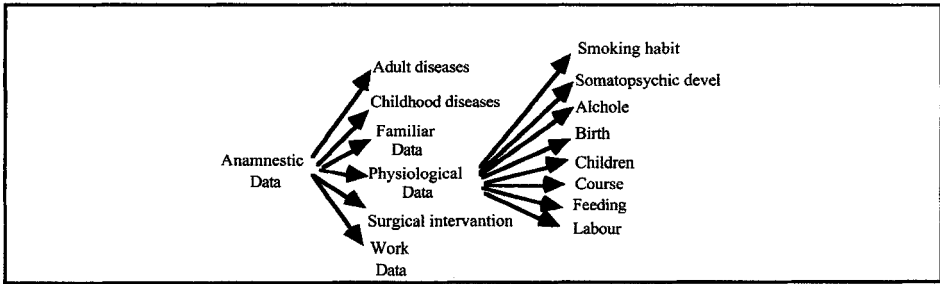 Anamnestic
Data
Adult diseases
Childhood diseases
Familiar
Data
Physiological
Data
Surgical intervantion
Work
Data
Smoking habit
Somatopsychic devel
Alchole
Birth
Children
Course
Feeding
Labour